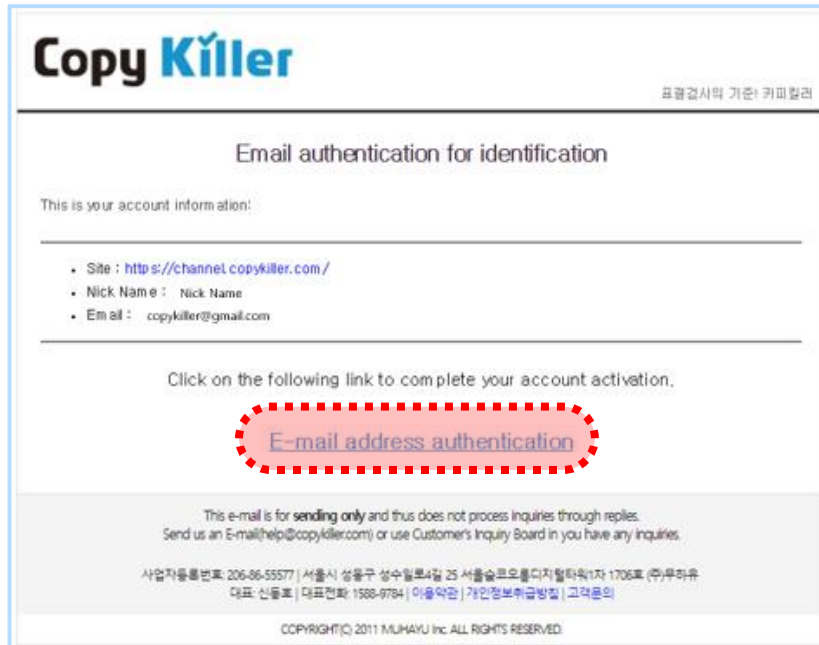 Copy Killer
표절검사의 기준! 카피킬러
Email authentication for identification
This is your account information:
• Site : https://channel.copykiller.com/
• Nick Name : Nick Name
• Email : copykiller@gmail.com
Click on the following link to complete your account activation.
E-mail address authentication
This e-mail is for sending only and thus does not process inquiries through replies.
Send us an E-mail(help@copykiller.com) or use Customer's Inquiry Board in you have any inquiries.
사업자등록번호: 206-86-55577 | 서울시 성동구 성수일로4길 25 서울숲코오롱디지털타워1차 1706호 (주)무하유
대표: 신동호 | 대표전화: 1588-9784 | 이용약관 | 개인정보취급방침 | 고객문의
COPYRIGHT(C) 2011 MUHAYU Inc. ALL RIGHTS RESERVED.